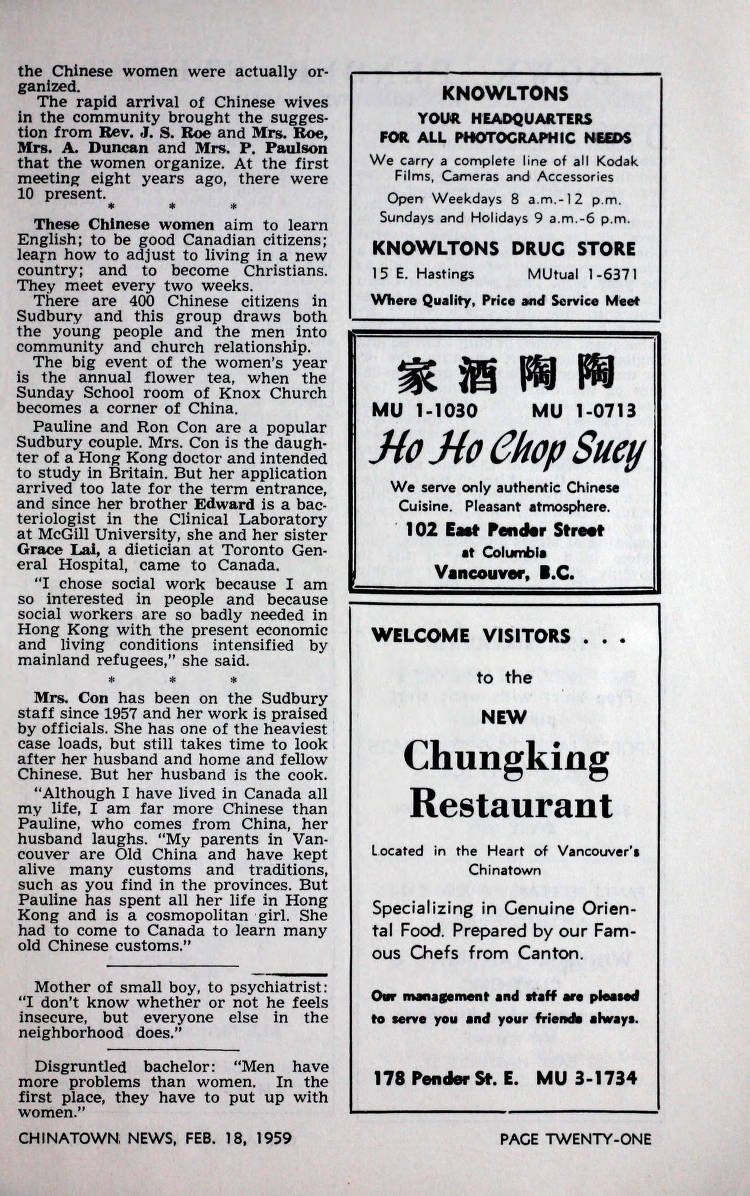 the Chinese women were actually or-
ganized.
The rapid arrival of Chinese wives
in the community brought the sugges-
tion from Rev. J. S. Roe and Mrs. Roe,
Mrs. A. Duncan and Mrs. P. Paulson
that the women organize. At the first
meeting eight years ago, there were
10 present.
* * *
These Chinese women aim to learn
English; to be good Canadian citizens;
learn how to adjust to living in a new
country; and to become Christians.
They meet every two weeks.
There are 400 Chinese citizens in
Sudbury and this group draws both
the young people and the men into
community and church relationship.
The big event of the women's year
is the annual flower tea, when the
Sunday School room of Knox Church
becomes a corner of China.
Pauline and Ron Con are a popular
Sudbury couple. Mrs. Con is the daugh-
ter of a Hong Kong doctor and intended
to study in Britain. But her application
arrived too late for the term entrance,
and since her brother Edward is a bac-
teriologist in the Clinical Laboratory
at McGill University, she and her sister
Grace Lai, a dietician at Toronto Gen-
eral Hospital, came to Canada.
"I chose social work because I am
so interested in people and because
social workers are so badly needed in
Hong Kong with the present economic
and living conditions intensified by
mainland refugees," she said.
* * *
Mrs. Con has been on the Sudbury
staff since 1957 and her work is praised
by officials. She has one of the heaviest
case loads, but still takes time to look
after her husband and home and fellow
Chinese. But her husband is the cook.
"Although I have lived in Canada all
my life, I am far more Chinese than
Pauline, who comes from China, her
husband laughs. "My parents in Van-
couver are Old China and have kept
alive many customs and traditions,
such as you find in the provinces. But
Pauline has spent all her life in Hong
Kong and is a cosmopolitan girl. She
had to come to Canada to learn many
old Chinese customs."
Mother of small boy, to psychiatrist:
"I don't know whether or not he feels
insecure, but everyone else in the
neighborhood does."
Disgruntled bachelor: "Men have
more problems than women. In the
first place, they have to put up with
women."
KNOWLTONS
YOUR HEADQUARTERS
FOR ALL PHOTOGRAPHIC NEEDS
We carry a complete line of all Kodak
Films, Cameras and Accessories
Open Weekdays 8 a.m.-12 p.m.
Sundays and Holidays 9 a.m.-6 p.m.
KNOWLTONS DRUG STORE
15 E. Hastings MUtual 1-6371
Where Quality, Price and Service Meet
家酒陶陶
MU 1-1030 MU 1-0713
Ho Ho Chop Suey
We serve only authentic Chinese
Cuisine. Pleasant atmosphere.
102 East Pender Street
at Columbia
Vancouver, B.C.
WELCOME VISITORS . . .
to the
NEW
Chungking
Restaurant
Located in the Heart of Vancouver's
Chinatown
Specializing in Genuine Orien-
tal Food. Prepared by our Fam-
ous Chefs from Canton.
Our management and staff are pleased
to serve you and your friends always.
178 Pender St. E. MU 3-1734
CHINATOWN NEWS, FEB. 18, 1959 PAGE TWENTY-ONE